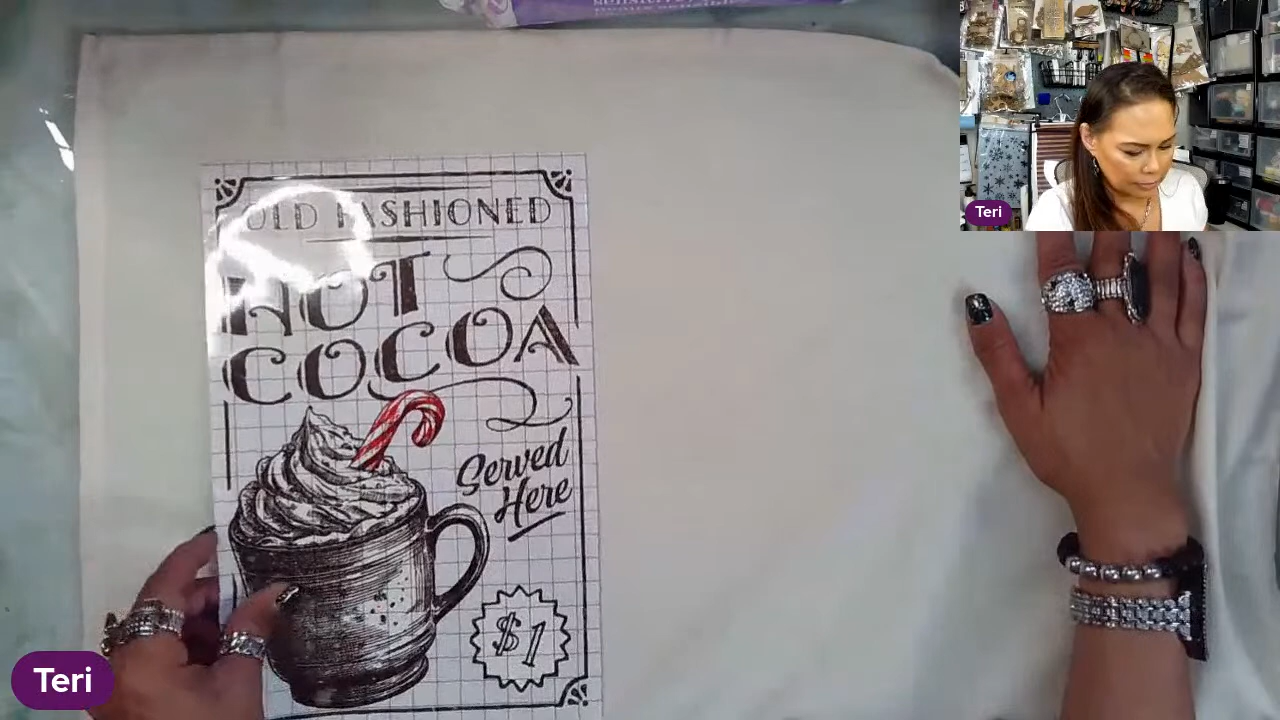 OLD FASHIONED
HOT
COCOA
Served
Here
$1
Teri
Teri